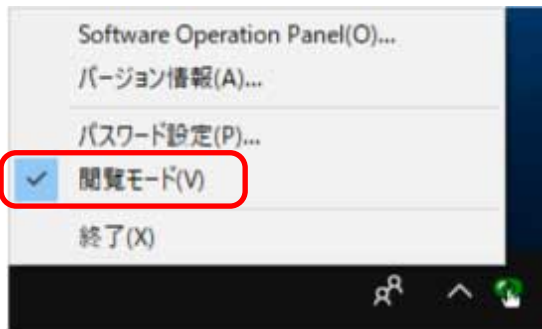 Software Operation Panel(O)...
バージョン情報(A)...
パスワード設定(P)...
閲覧モード(V)
終了(X)